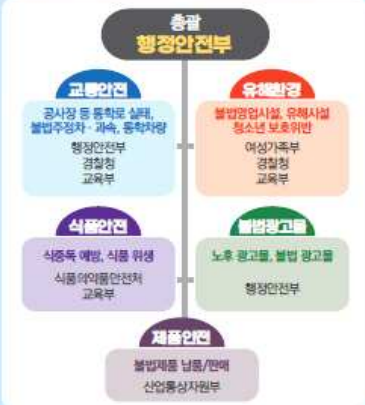 총괄
행정안전부
교통안전
공사장 등 통학로 실태,
불법주정차·과속, 통학차량
행정안전부
경찰청
교육부
유해환경
불법영업시설, 유해시설
청소년 보호위반
여성가족부
경찰청
교육부
식품안전
식중독 예방, 식품 위생
식품의약품안전처
교육부
불법광고물
노후 광고물, 불법 광고물
행정안전부
제품안전
불법제품 납품/판매
산업통상자원부